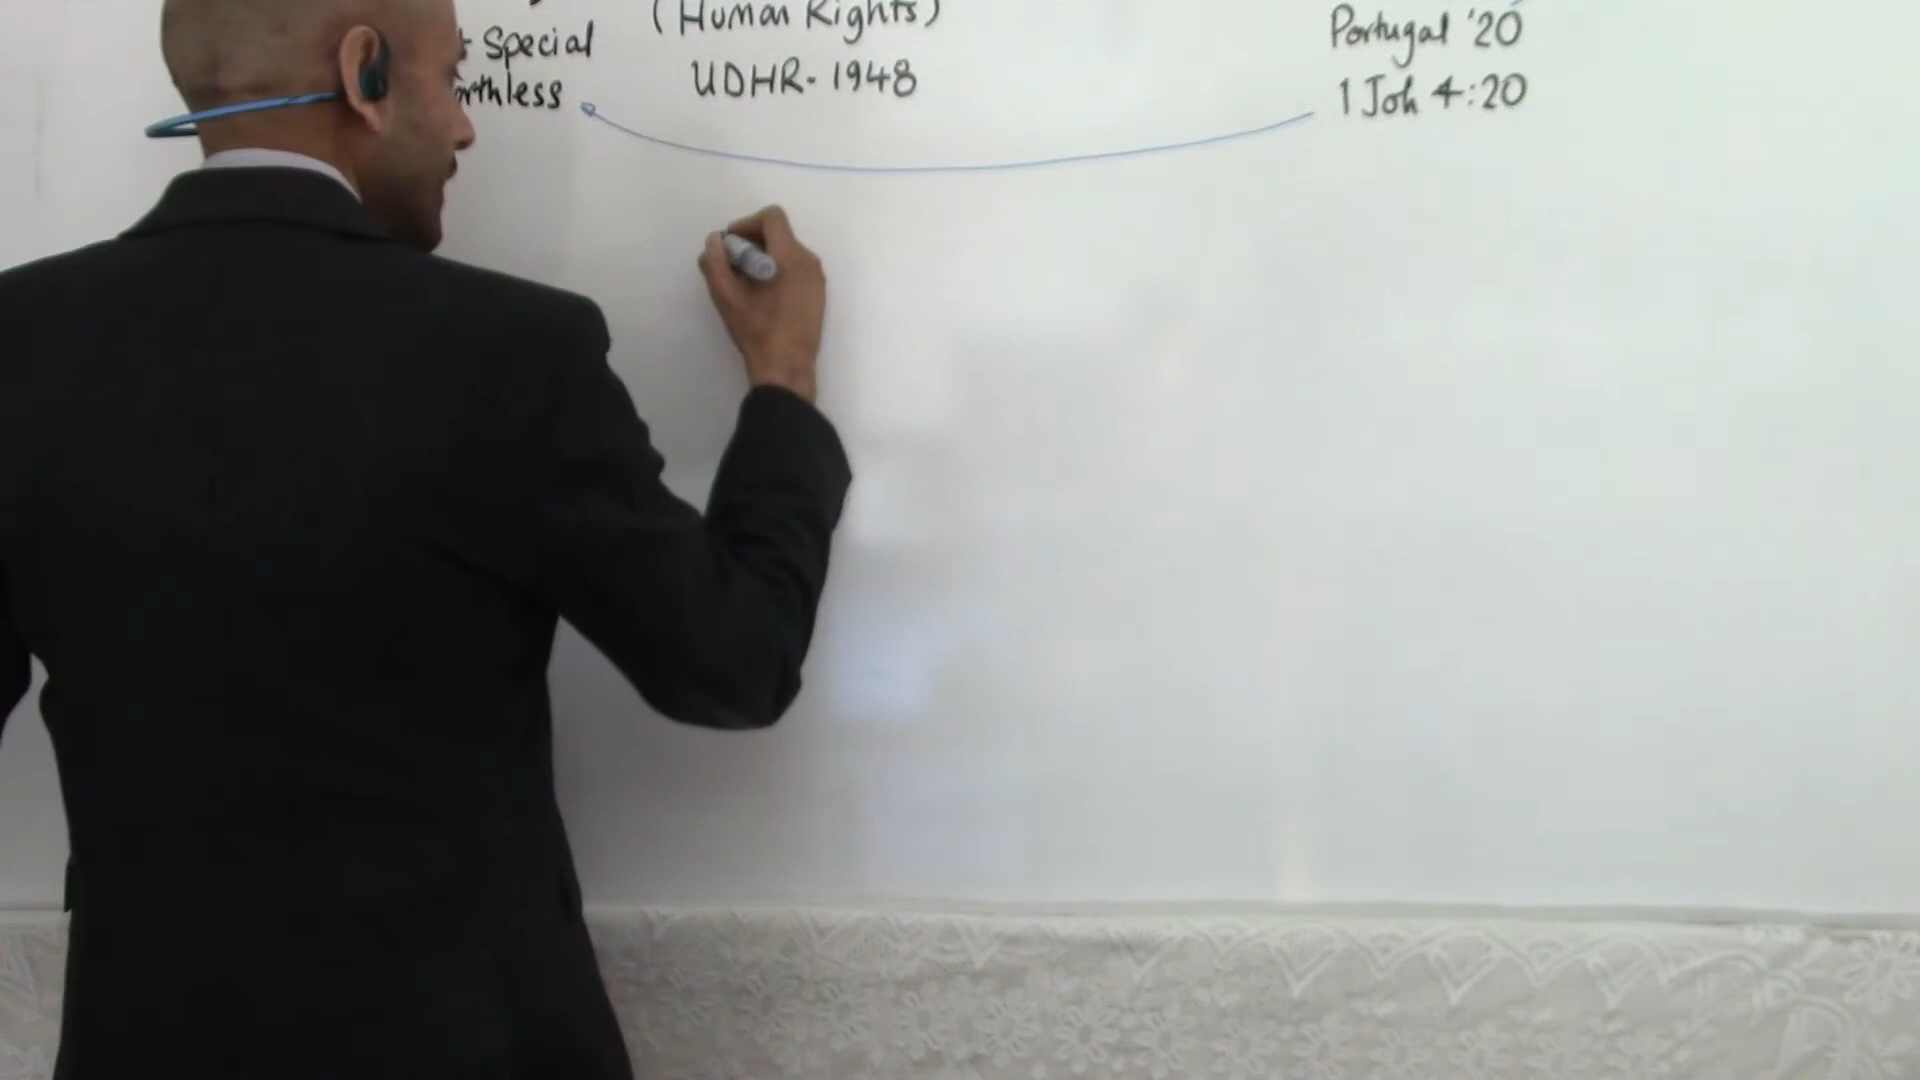 Special
(Human Rights)
UDHR - 1948
Portugal '20
1 Joh 4:20